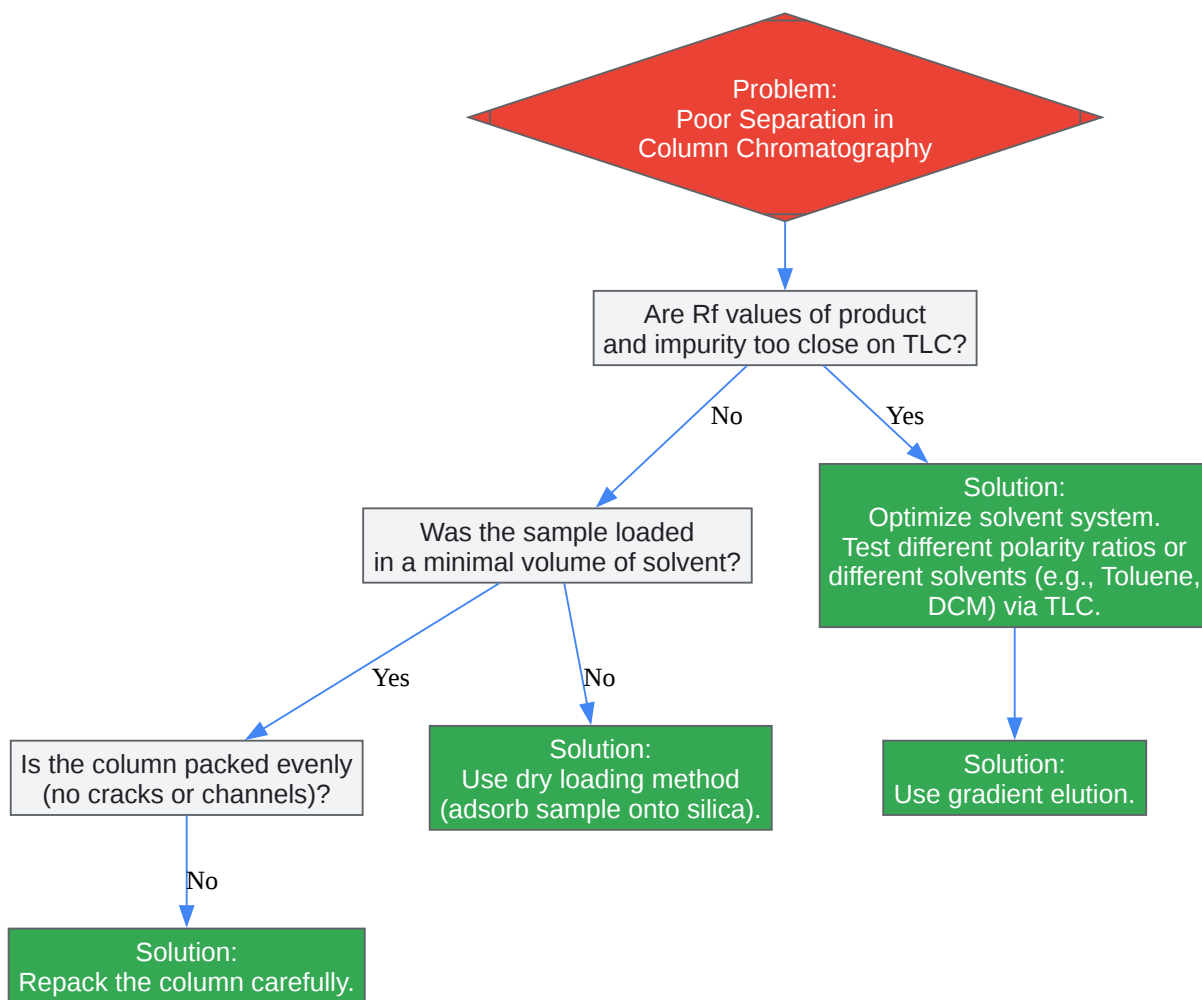 Problem:
Poor Separation in
Column Chromatography
Are Rf values of product
and impurity too close on TLC?
No
Yes
Was the sample loaded
in a minimal volume of solvent?
Solution:
Optimize solvent system.
Test different polarity ratios or
different solvents (e.g., Toluene,
DCM) via TLC.
Yes
No
Is the column packed evenly
(no cracks or channels)?
Solution:
Use dry loading method
(adsorb sample onto silica).
Solution:
Use gradient elution.
No
Solution:
Repack the column carefully.